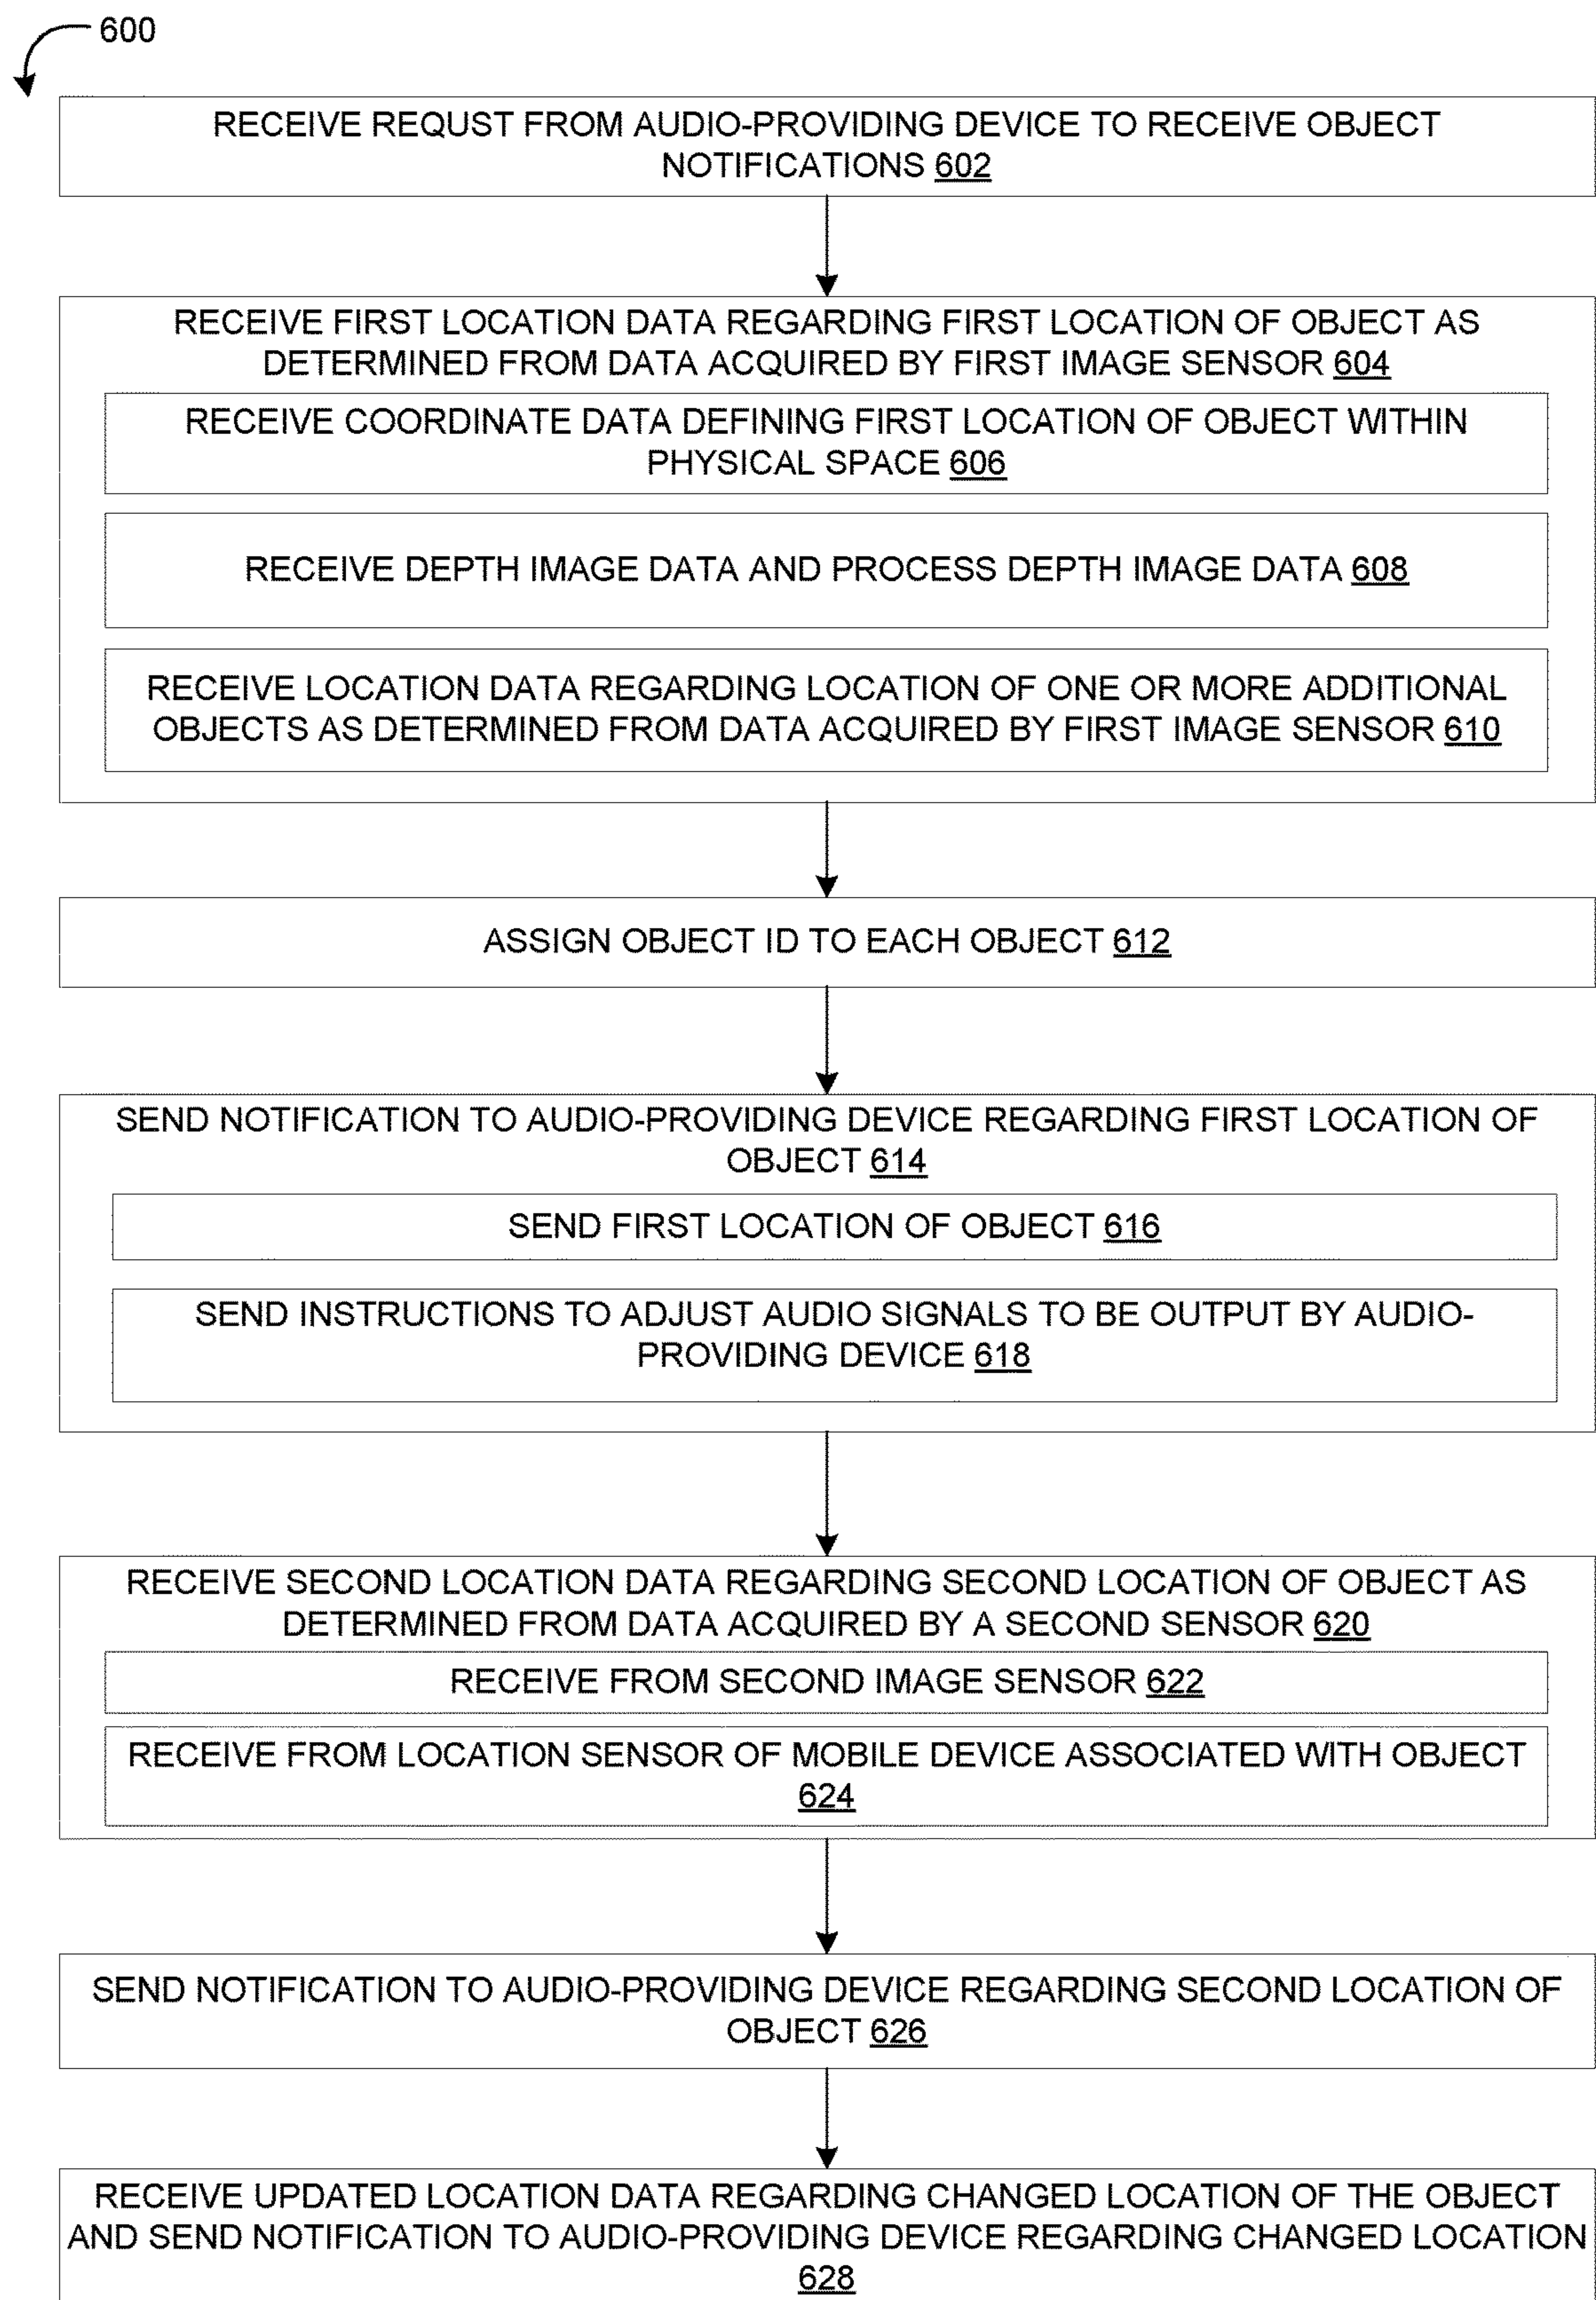 600
RECEIVE REQUST FROM AUDIO-PROVIDING DEVICE TO RECEIVE OBJECT
NOTIFICATIONS 602
RECEIVE FIRST LOCATION DATA REGARDING FIRST LOCATION OF OBJECT AS
DETERMINED FROM DATA ACQUIRED BY FIRST IMAGE SENSOR 604
RECEIVE COORDINATE DATA DEFINING FIRST LOCATION OF OBJECT WITHIN
PHYSICAL SPACE 606
RECEIVE DEPTH IMAGE DATA AND PROCESS DEPTH IMAGE DATA 608
RECEIVE LOCATION DATA REGARDING LOCATION OF ONE OR MORE ADDITIONAL
OBJECTS AS DETERMINED FROM DATA ACQUIRED BY FIRST IMAGE SENSOR 610
ASSIGN OBJECT ID TO EACH OBJECT 612
SEND NOTIFICATION TO AUDIO-PROVIDING DEVICE REGARDING FIRST LOCATION OF
OBJECT 614
SEND FIRST LOCATION OF OBJECT 616
SEND INSTRUCTIONS TO ADJUST AUDIO SIGNALS TO BE OUTPUT BY AUDIO-
PROVIDING DEVICE 618
RECEIVE SECOND LOCATION DATA REGARDING SECOND LOCATION OF OBJECT AS
DETERMINED FROM DATA ACQUIRED BY A SECOND SENSOR 620
RECEIVE FROM SECOND IMAGE SENSOR 622
RECEIVE FROM LOCATION SENSOR OF MOBILE DEVICE ASSOCIATED WITH OBJECT
624
SEND NOTIFICATION TO AUDIO-PROVIDING DEVICE REGARDING SECOND LOCATION OF
OBJECT 626
RECEIVE UPDATED LOCATION DATA REGARDING CHANGED LOCATION OF THE OBJECT
AND SEND NOTIFICATION TO AUDIO-PROVIDING DEVICE REGARDING CHANGED LOCATION
628